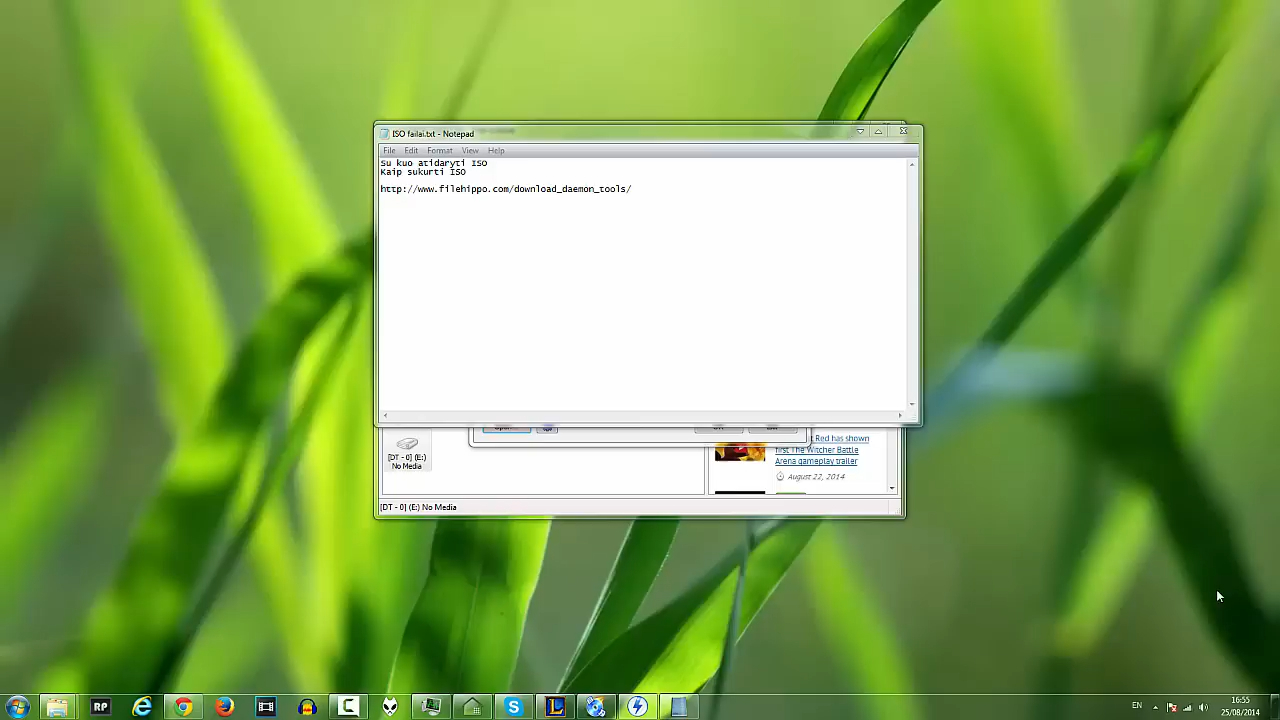 ISO failai.txt - Notepad
File Edit Format View Help
Su kuo atidaryti ISO
Kaip sukurti ISO
http://www.filehippo.com/download_daemon_tools/
[DT - 0] (E:)
No Media
t Red has shown
first The Witcher Battle
Arena gameplay trailer
August 22, 2014
[DT - 0] (E:) No Media
RP
EN
16:55
25/08/2014